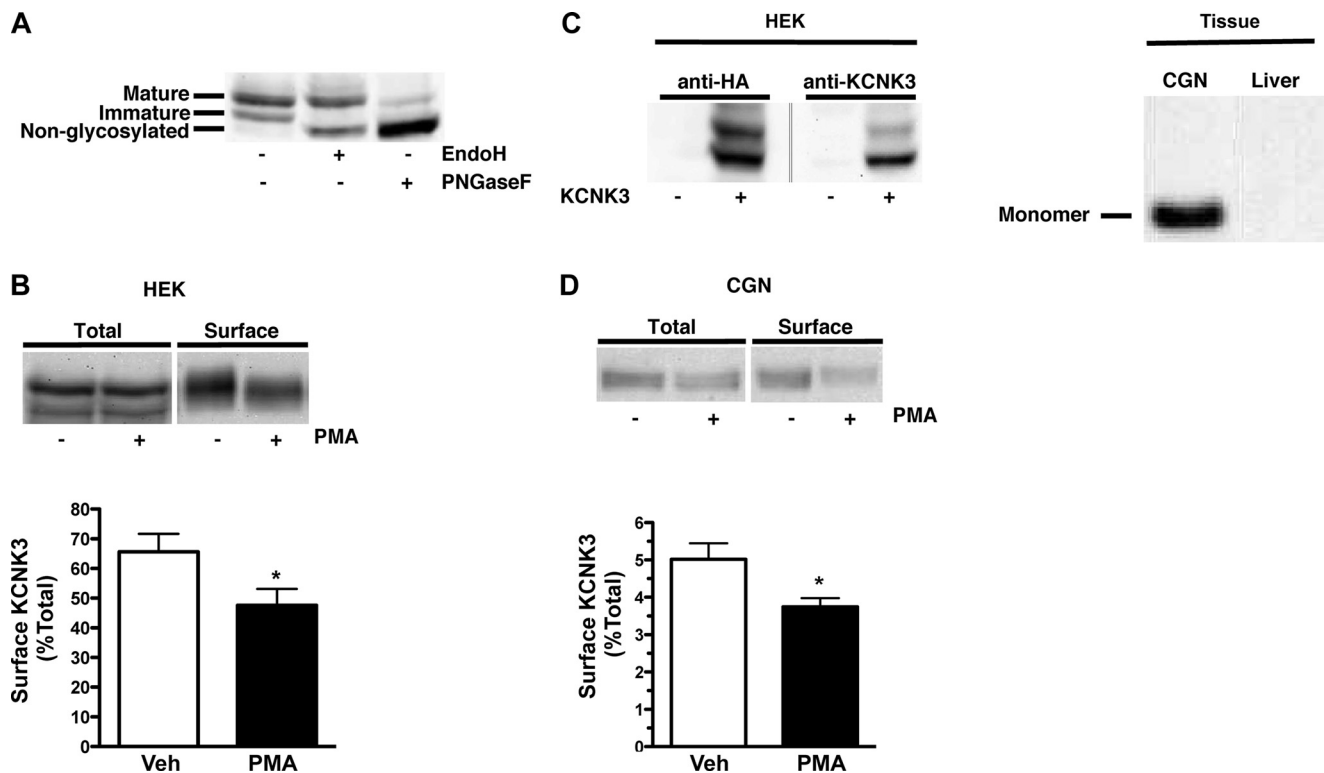 A
Mature
Immature
Non-glycosylated
- + - EndoH
- - + PNGaseF
B
HEK
Total Surface
- + - + PMA
Surface KCNK3
(%Total)
80
70
60
50
40
30
20
10
0
*
Veh PMA
C
HEK
anti-HA anti-KCNK3
KCNK3 - + - +
Tissue
CGN Liver
Monomer
D
CGN
Total Surface
- + - + PMA
Surface KCNK3
(%Total)
6
5
4
3
2
1
0
*
Veh PMA